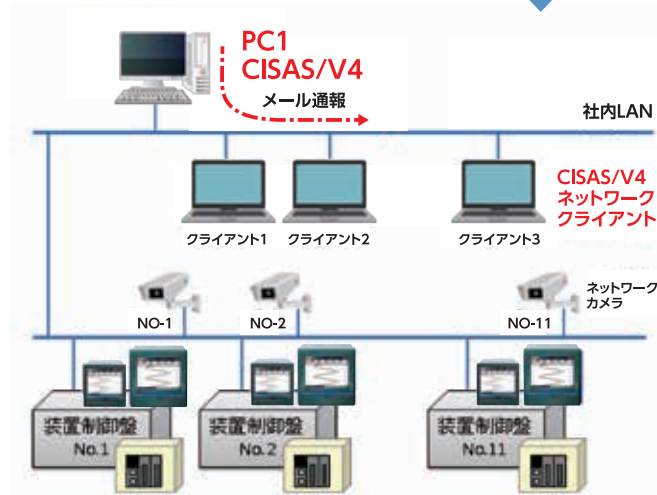 PC1
CISAS/V4
メール通報
社内LAN
CISAS/V4
ネットワーク
クライアント
クライアント1
クライアント2
クライアント3
ネットワーク
カメラ
NO-1
NO-2
NO-11
装置制御盤
No.1
装置制御盤
No.2
装置制御盤
No.11